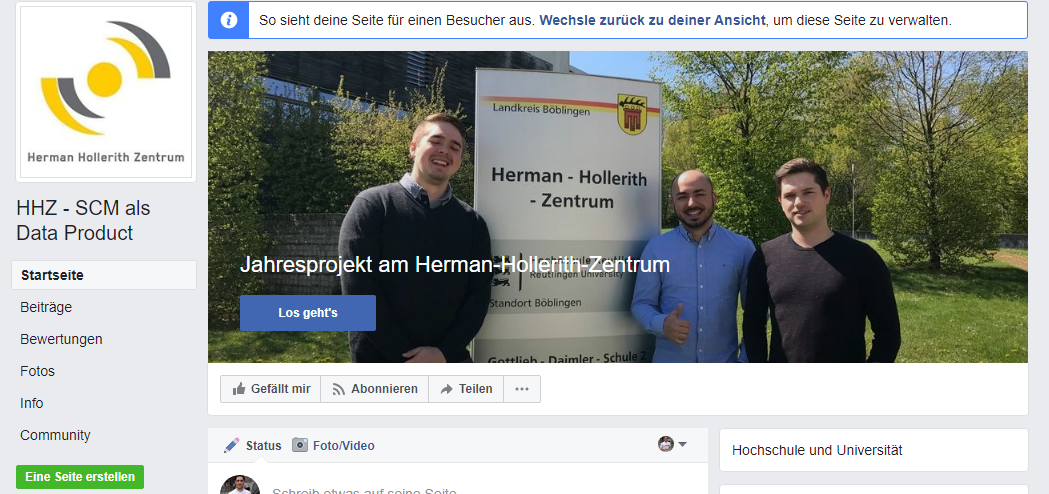 So sieht deine Seite für einen Besucher aus. Wechsle zurück zu deiner Ansicht, um diese Seite zu verwalten.
Herman Hollerith Zentrum
HHZ - SCM als
Data Product
Startseite
Beiträge
Bewertungen
Fotos
Info
Community
Eine Seite erstellen
Landkreis Böblingen
Herman - Hollerith
- Zentrum
Jahresprojekt am Herman-Hollerith-Zentrum
Reutlingen University
Los geht's
Standort Böblingen
Gottlieb - Daimler - Schule 2
Gefällt mir
Abonnieren
Teilen
Status
Foto/Video
Hochschule und Universität
Schreib etwas auf seine Seite